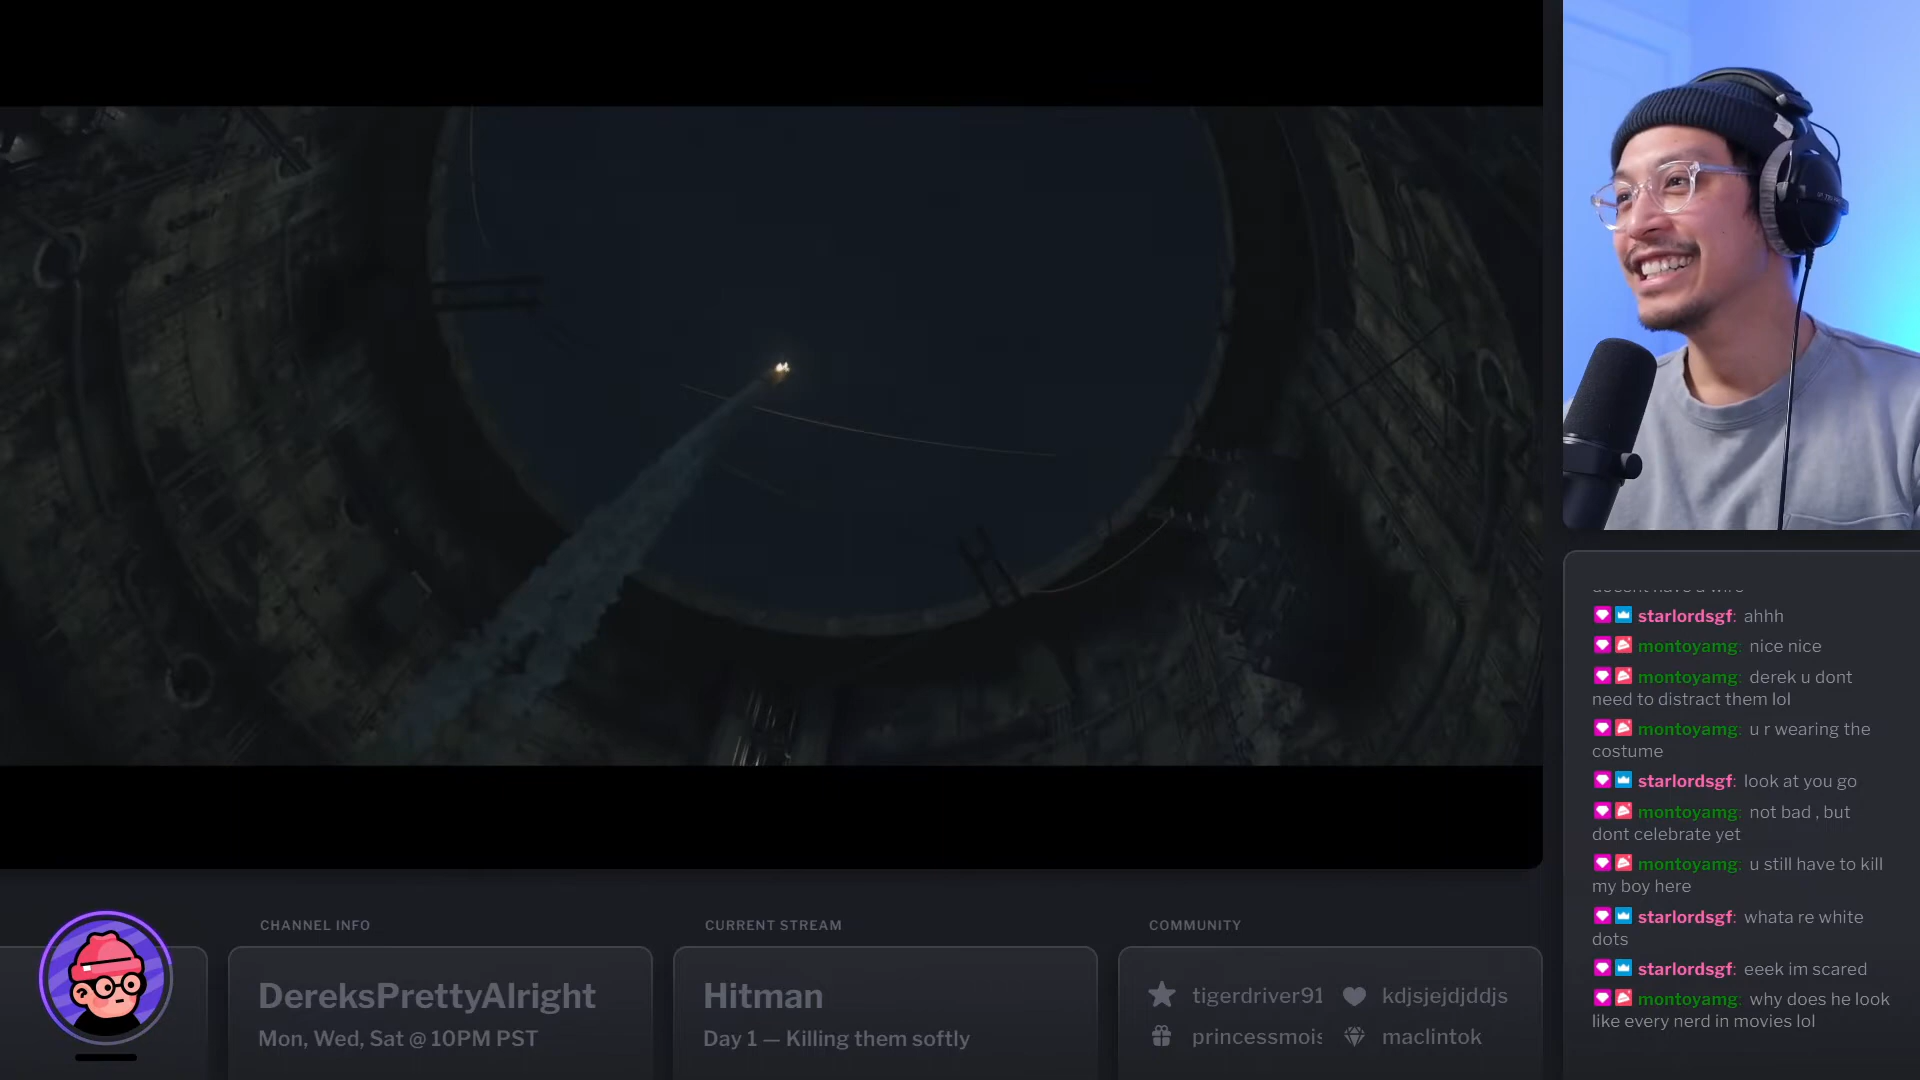 starlordsgf: ahhh
montoyamg: nice nice
montoyamg: derek u dont
need to distract them lol
montoyamg: u r wearing the
costume
starlordsgf: look at you go
montoyamg: not bad , but
dont celebrate yet
montoyamg: u still have to kill
my boy here
starlordsgf: whata re white
dots
starlordsgf: eeek im scared
montoyamg: why does he look
like every nerd in movies lol
CHANNEL INFO
DereksPrettyAlright
Mon, Wed, Sat @ 10PM PST
CURRENT STREAM
Hitman
Day 1 — Killing them softly
COMMUNITY
tigerdriver91
kdjsjejdjddjs
princessmois
maclintok